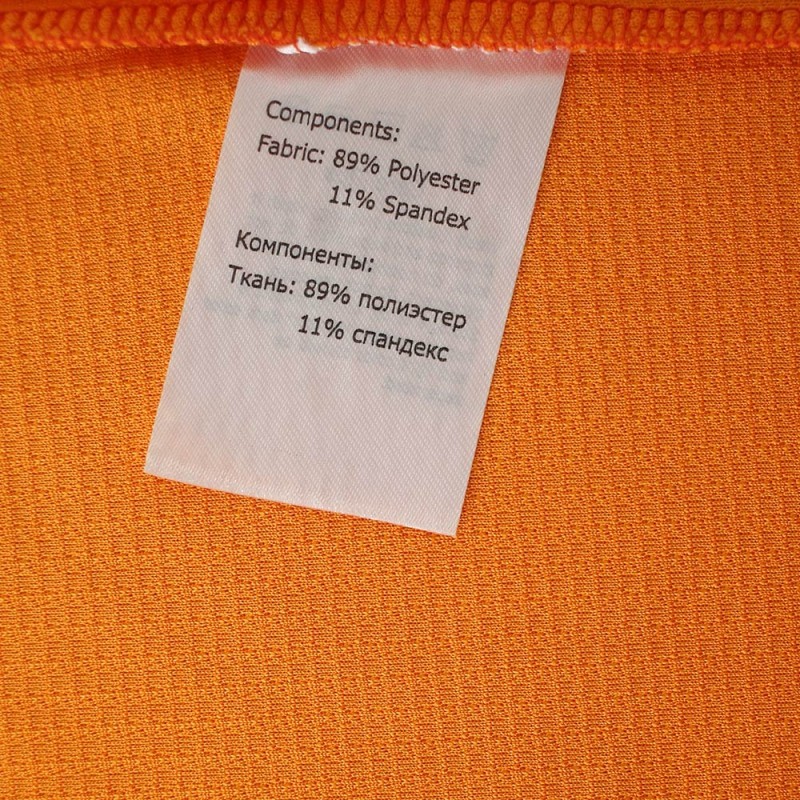 Components:
Fabric: 89% Polyester
11% Spandex
Компоненты:
Ткань: 89% полиэстер
11% спандекс